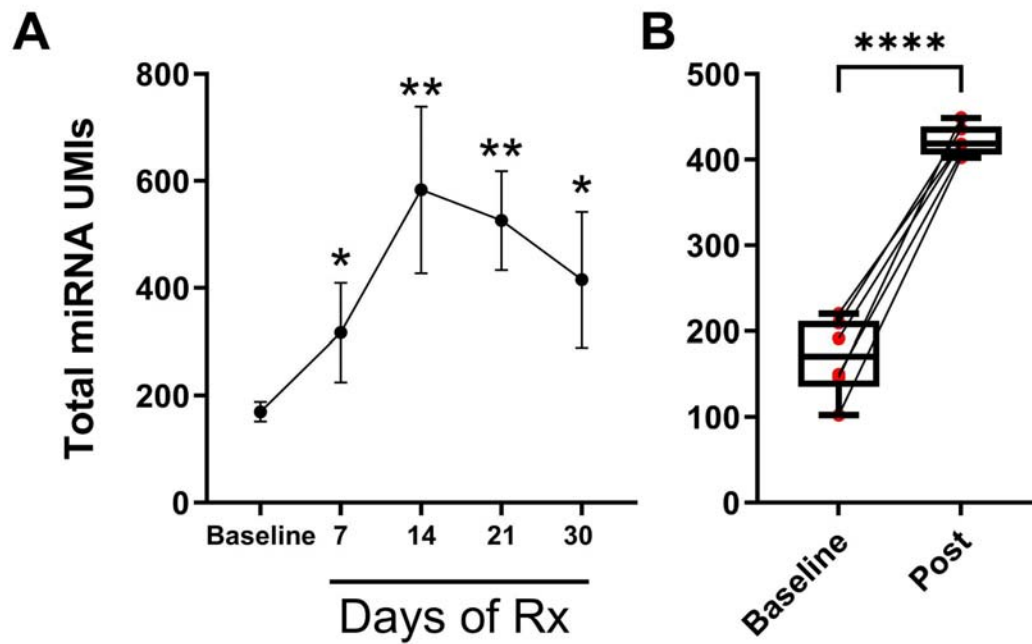 A
B
Total miRNA UMIs
800
600
400
200
0
*
**
**
*
Baseline 7 14 21 30
Days of Rx
****
500
400
300
200
100
0
Baseline
Post